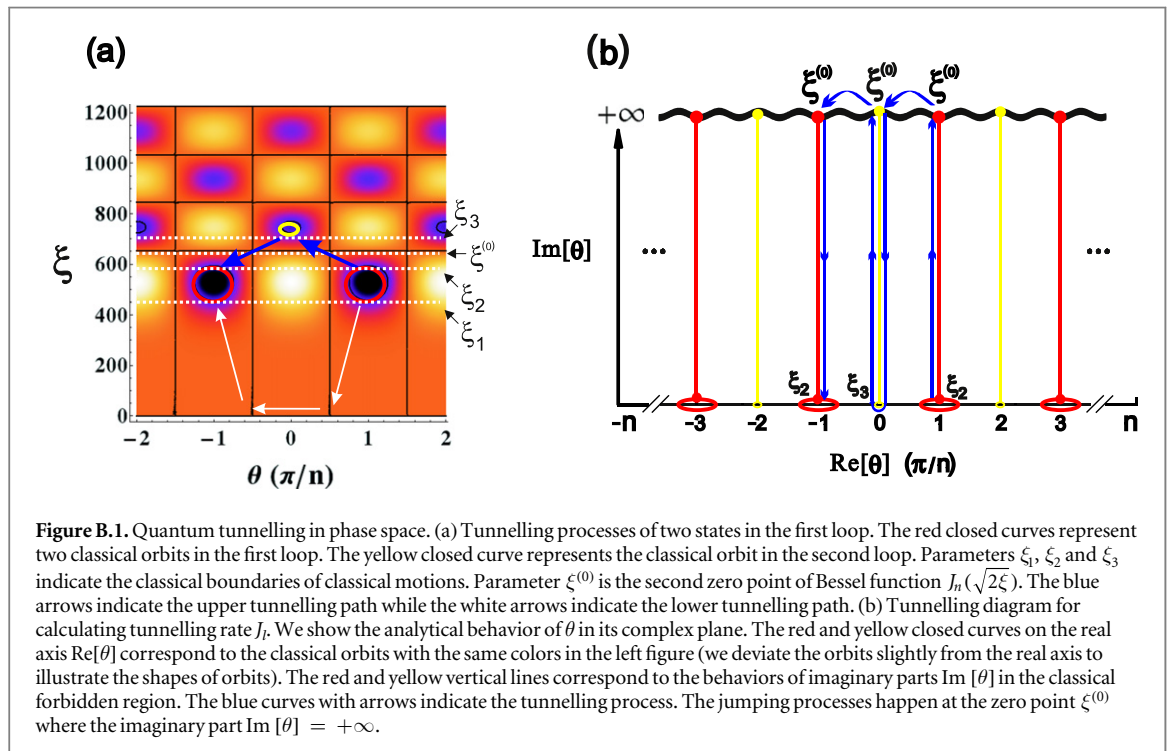 (a)
1200
1000
800
600
400
200
0
ξ
−2
−1
0
1
2
θ (π/n)
ξ₃
ξ⁽⁰⁾
ξ₂
ξ₁
(b)
ξ⁽⁰⁾ ξ⁽⁰⁾ ξ⁽⁰⁾
+∞
Im[θ]
... ...
ξ₂ ξ₃ ξ₂
-n -3 -2 -1 0 1 2 3 n
Re[θ] (π/n)
Figure B.1. Quantum tunnelling in phase space. (a) Tunnelling processes of two states in the first loop. The red closed curves represent
two classical orbits in the first loop. The yellow closed curve represents the classical orbit in the second loop. Parameters ξ₁, ξ₂ and ξ₃
indicate the classical boundaries of classical motions. Parameter ξ⁽⁰⁾ is the second zero point of Bessel function Jₙ(√2ξ). The blue
arrows indicate the upper tunnelling path while the white arrows indicate the lower tunnelling path. (b) Tunnelling diagram for
calculating tunnelling rate Jₗ. We show the analytical behavior of θ in its complex plane. The red and yellow closed curves on the real
axis Re[θ] correspond to the classical orbits with the same colors in the left figure (we deviate the orbits slightly from the real axis to
illustrate the shapes of orbits). The red and yellow vertical lines correspond to the behaviors of imaginary parts Im [θ] in the classical
forbidden region. The blue curves with arrows indicate the tunnelling process. The jumping processes happen at the zero point ξ⁽⁰⁾
where the imaginary part Im [θ] = +∞.